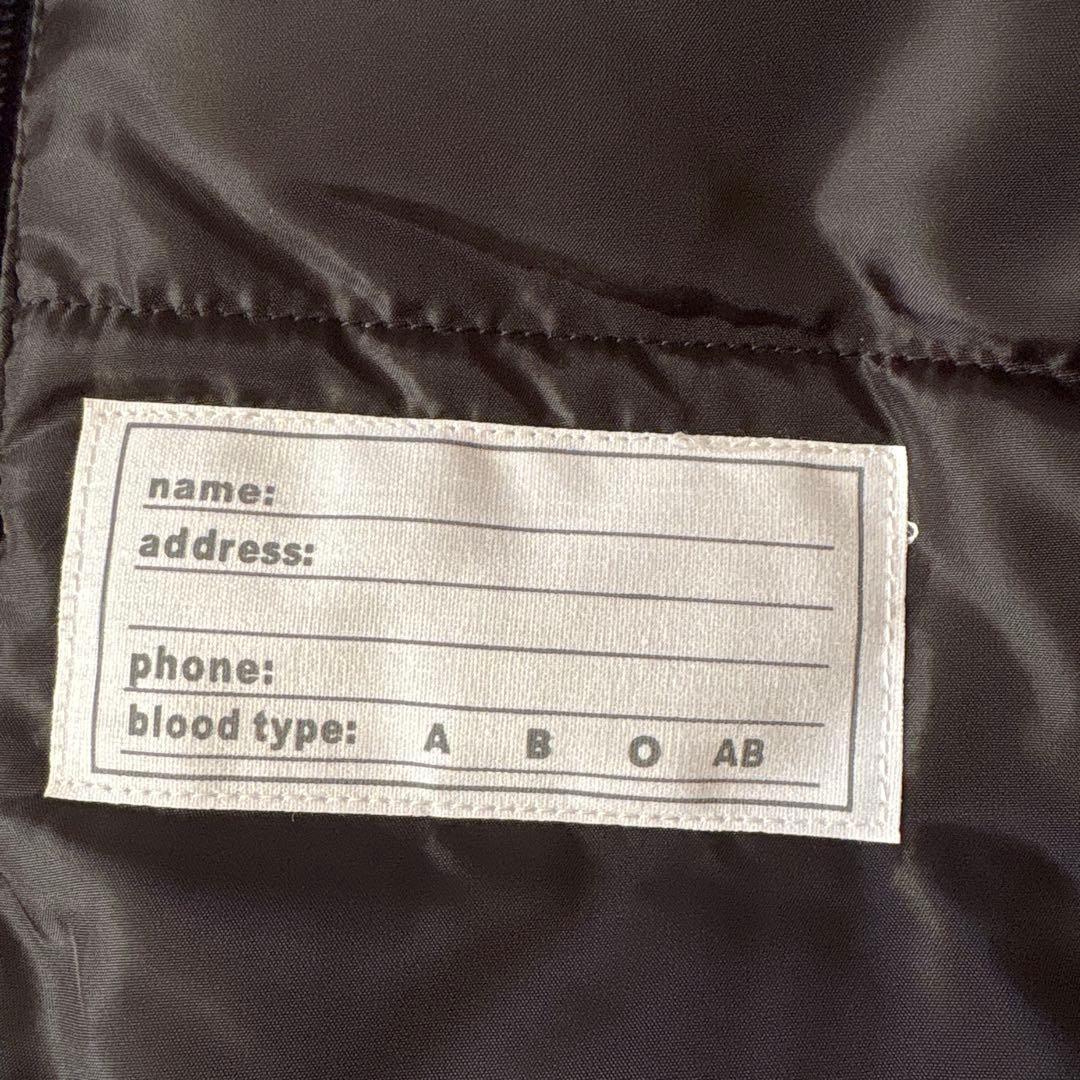 name:
address:
phone:
blood type: A B O AB